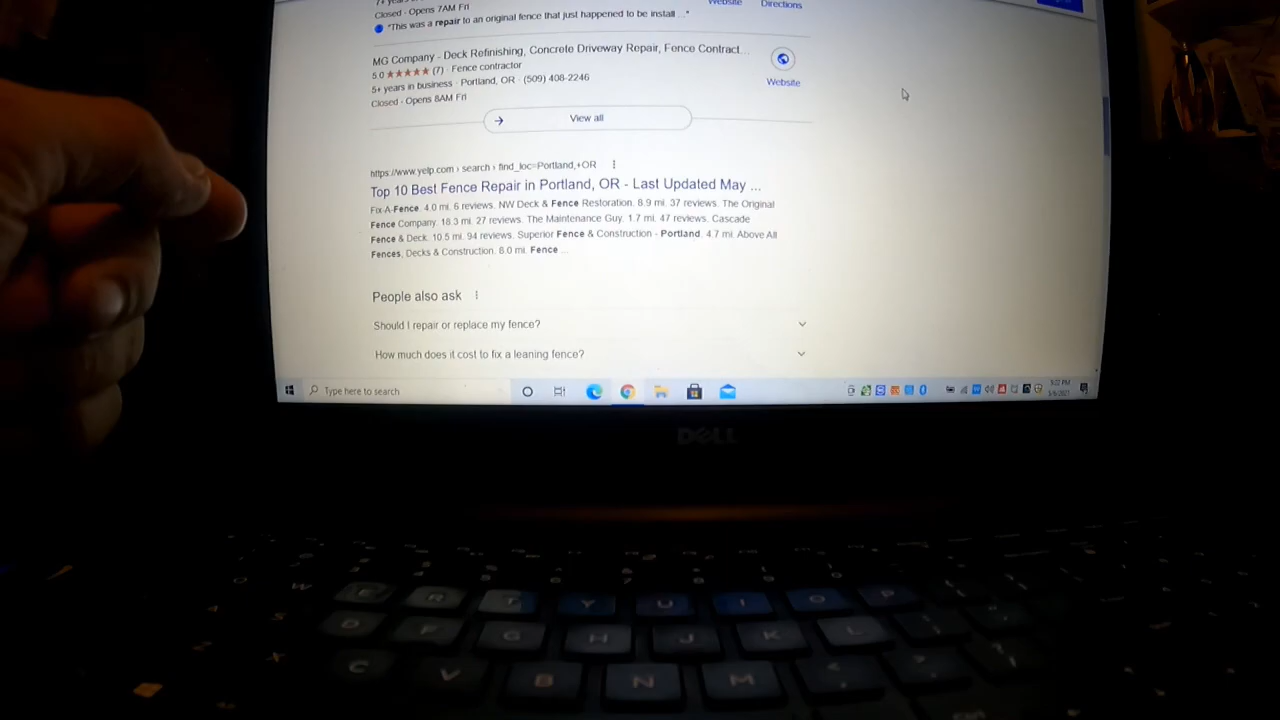 Closed · Opens 7AM Fri
"This was a repair to an original fence that just happened to be install ..."
Website
Directions
MG Company - Deck Refinishing, Concrete Driveway Repair, Fence Contract...
5.0 ★★★★★ (7) · Fence contractor
5+ years in business · Portland, OR · (509) 408-2246
Closed · Opens 8AM Fri
Website
→ View all
https://www.yelp.com › search › find_loc=Portland,+OR
Top 10 Best Fence Repair in Portland, OR - Last Updated May ...
Fix-A-Fence. 4.0 mi. 6 reviews. NW Deck & Fence Restoration. 8.9 mi. 37 reviews. The Original
Fence Company. 18.3 mi. 27 reviews. The Maintenance Guy. 1.7 mi. 47 reviews. Cascade
Fence & Deck. 10.5 mi. 94 reviews. Superior Fence & Construction - Portland. 4.7 mi. Above All
Fences, Decks & Construction. 8.0 mi. Fence ...
People also ask
Should I repair or replace my fence?
How much does it cost to fix a leaning fence?
Type here to search
9:02 PM
DELL
W E R T Y U I O P
A S D F G H J K L
Z X C V B N M